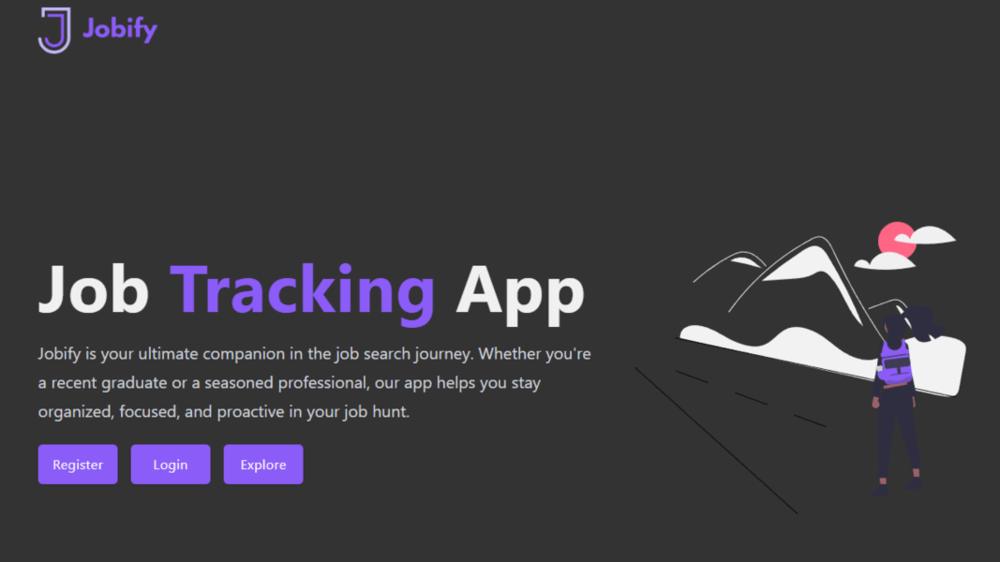 Jobify
Job Tracking App
Jobify is your ultimate companion in the job search journey. Whether you're
a recent graduate or a seasoned professional, our app helps you stay
organized, focused, and proactive in your job hunt.
Register Login Explore